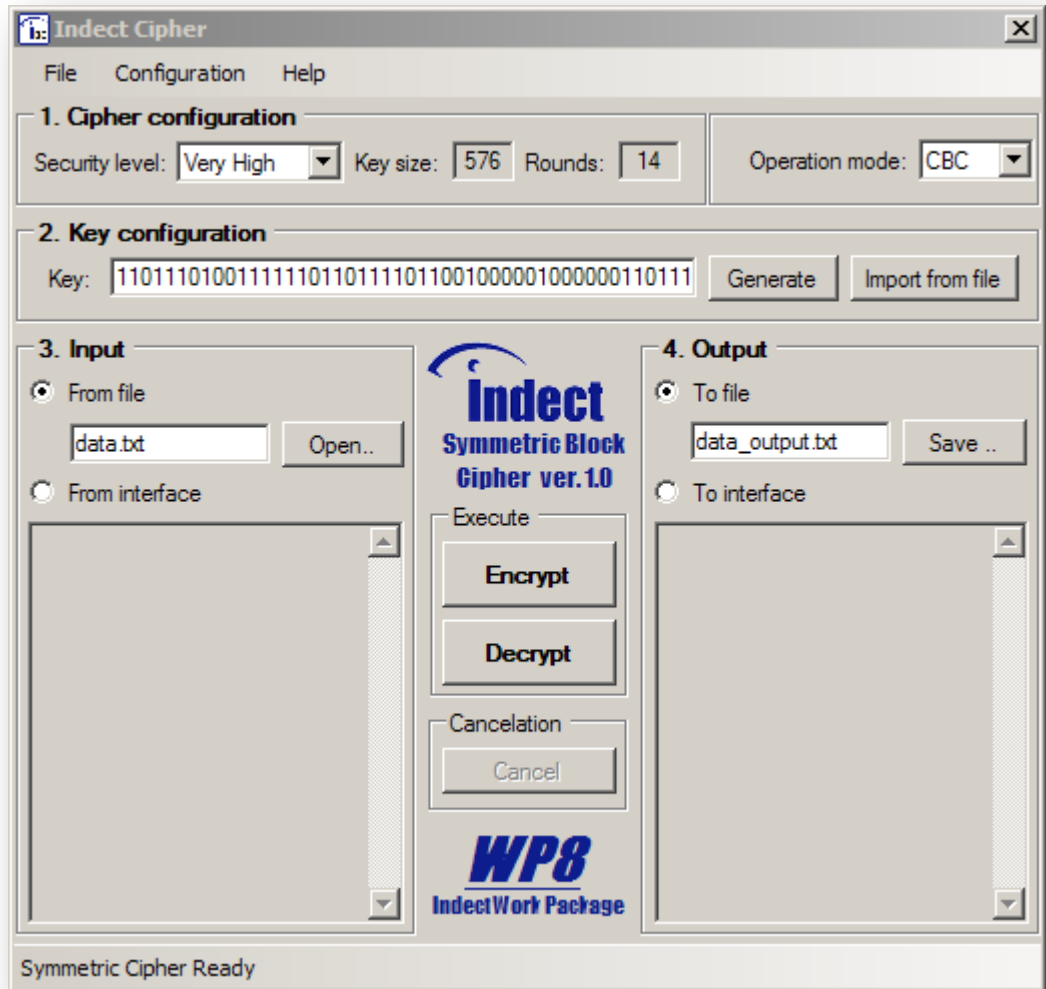 Indect Cipher
File Configuration Help
1. Cipher configuration
Security level: Very High Key size: 576 Rounds: 14
Operation mode: CBC
2. Key configuration
Key: 110111010011111101101111011001000001000000110111 Generate Import from file
3. Input
From file
data.txt Open..
From interface
Indect
Symmetric Block
Cipher ver. 1.0
Execute
Encrypt
Decrypt
Cancelation
Cancel
WP8
IndectWork Package
4. Output
To file
data_output.txt Save ..
To interface
Symmetric Cipher Ready